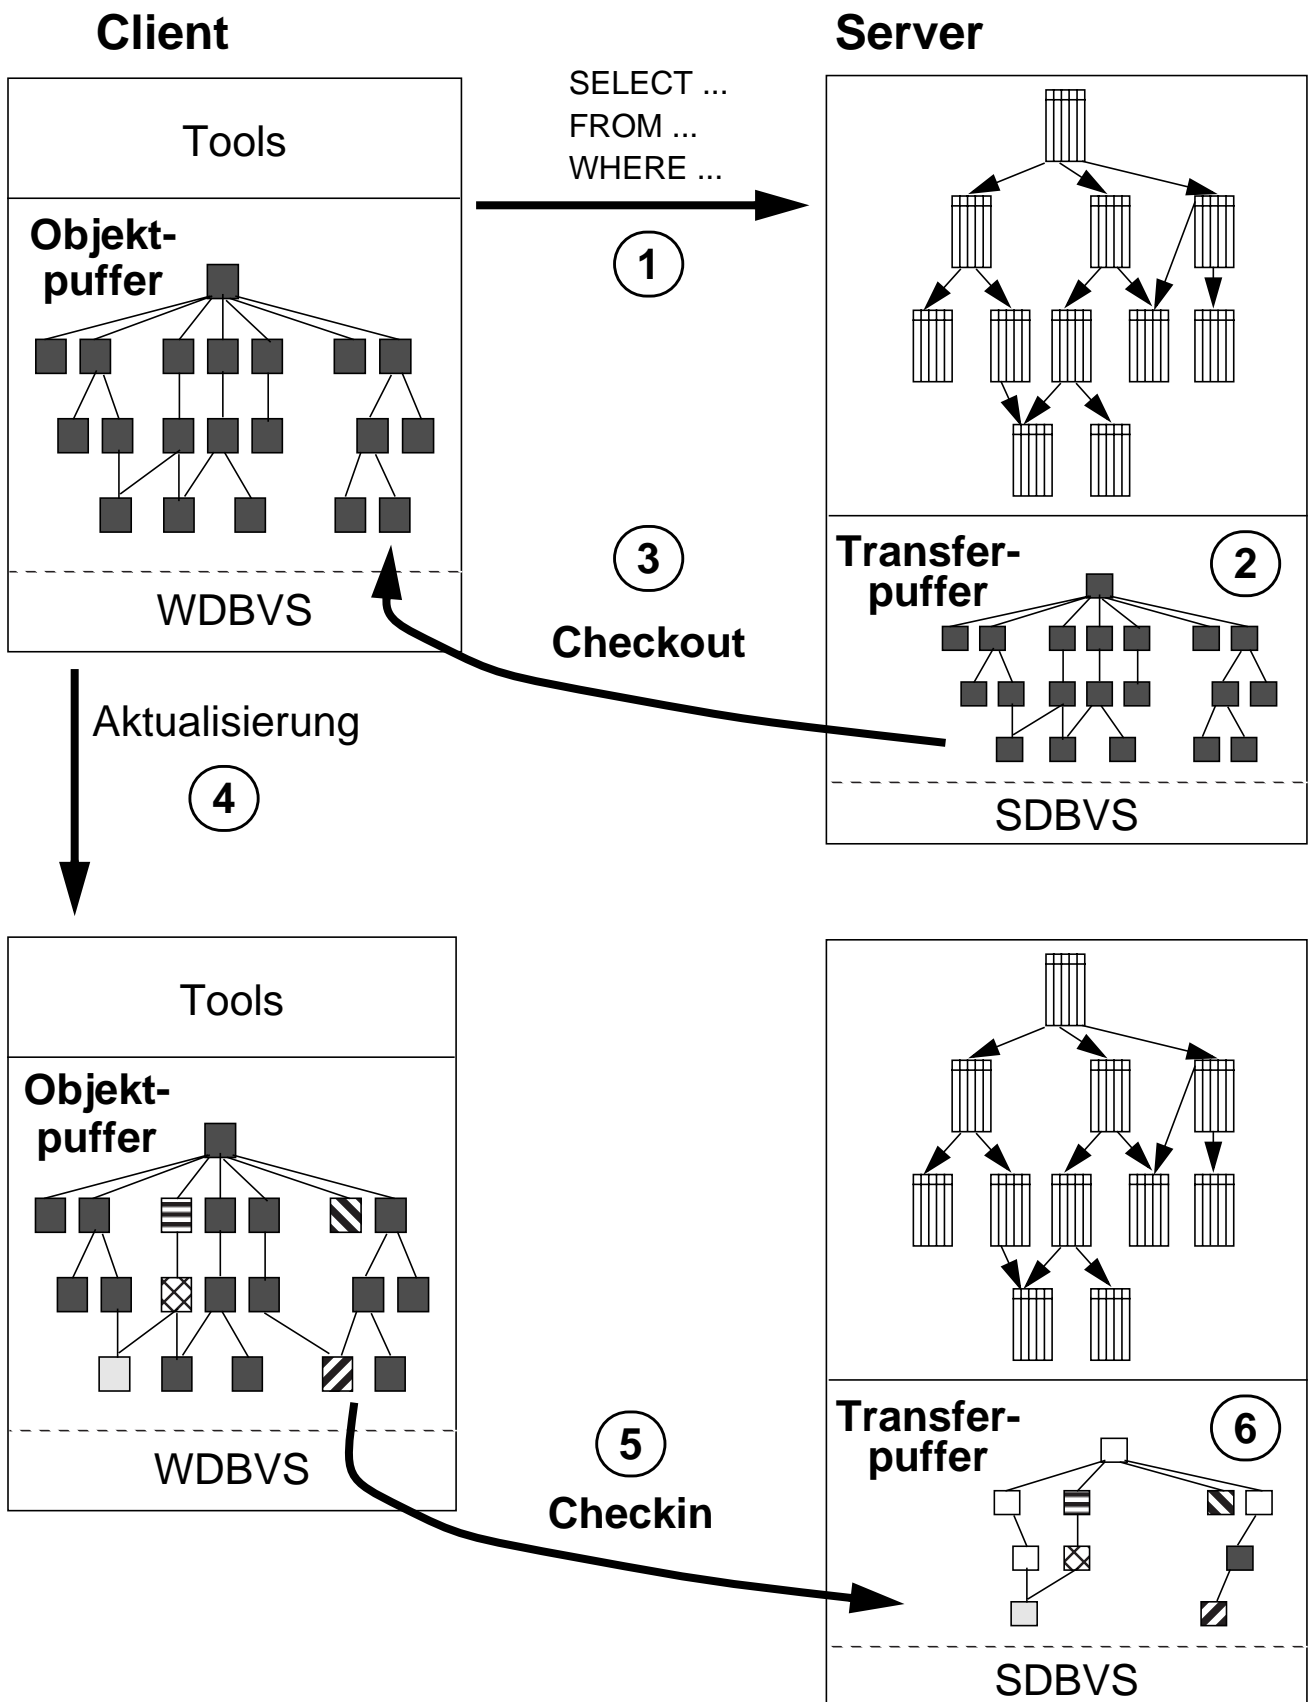 Client
Server
SELECT ...
FROM ...
WHERE ...
Tools
1
Objekt-
puffer
3
Transfer-
puffer
2
WDBVS
Checkout
Aktualisierung
4
SDBVS
Tools
Objekt-
puffer
Transfer-
puffer
6
5
WDBVS
Checkin
SDBVS